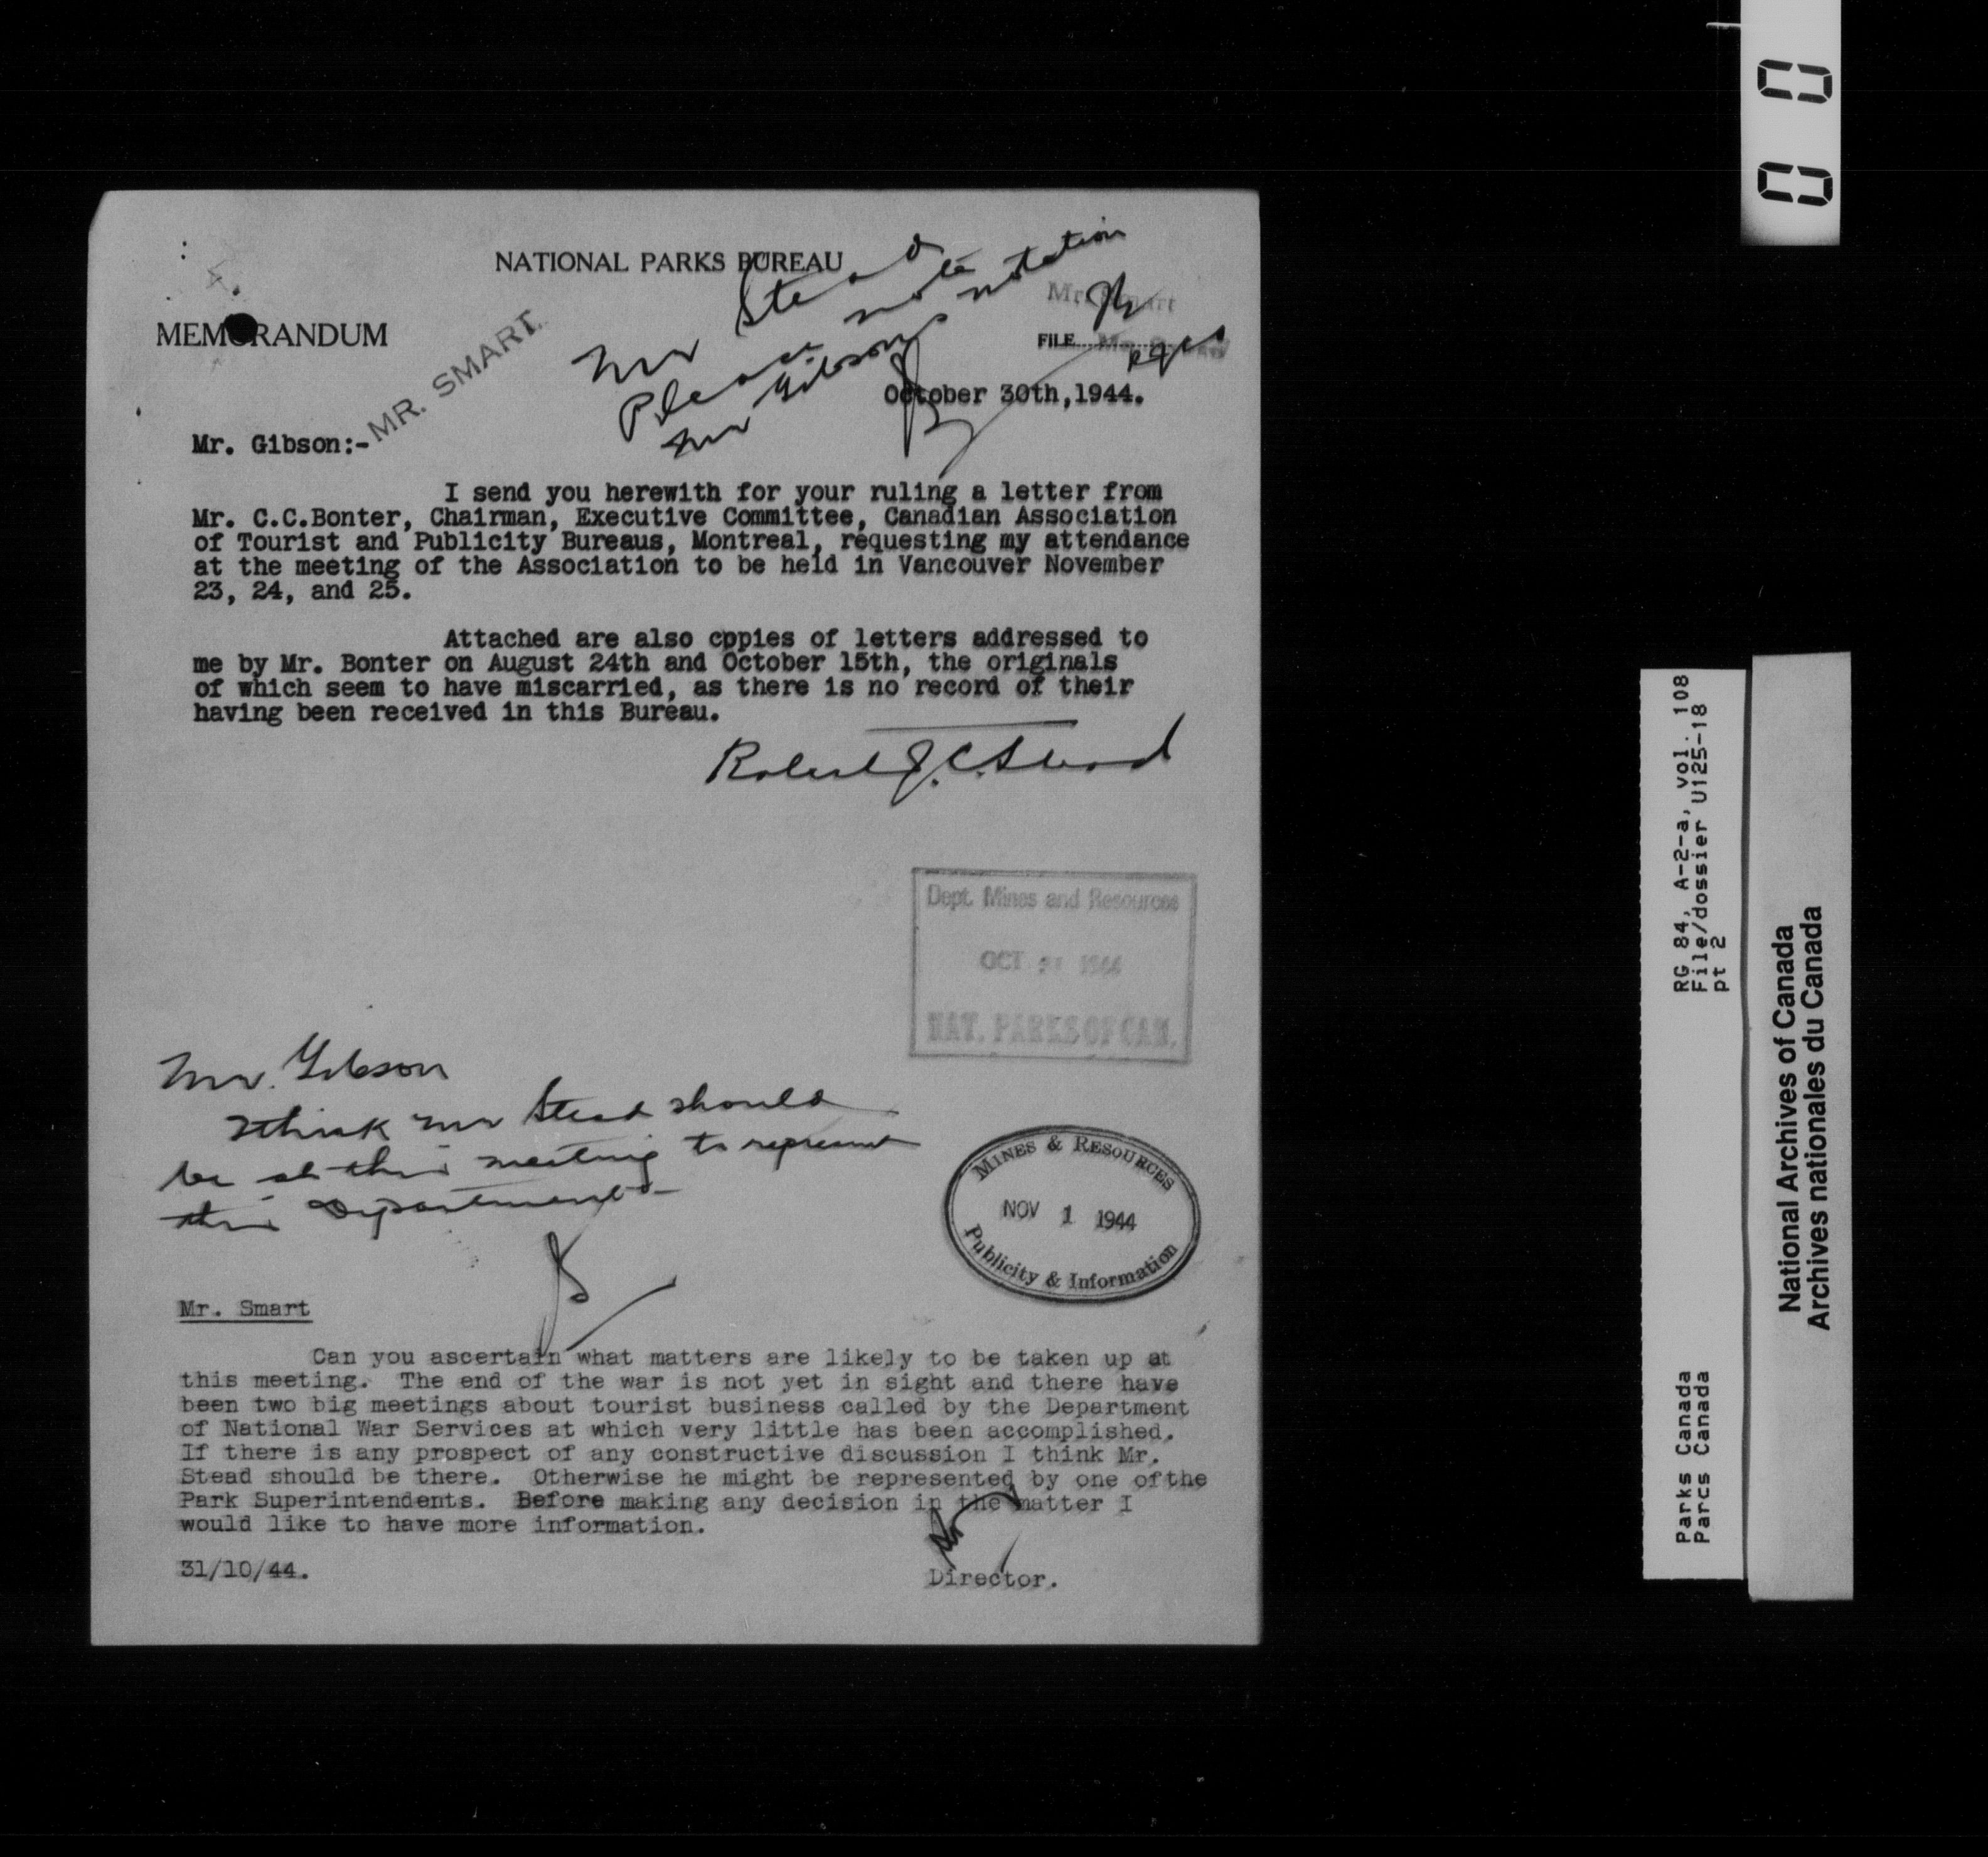 NATIONAL PARKS BUREAU
MEMORANDUM
MR. SMART.
Mr Stead
Please note
Mr Gibson's notation
Mr. Smart
FILE
October 30th,1944.
Mr. Gibson:-
I send you herewith for your ruling a letter from
Mr. C.C.Bonter, Chairman, Executive Committee, Canadian Association
of Tourist and Publicity Bureaus, Montreal, requesting my attendance
at the meeting of the Association to be held in Vancouver November
23, 24, and 25.
Attached are also copies of letters addressed to
me by Mr. Bonter on August 24th and October 15th, the originals
of which seem to have miscarried, as there is no record of their
having been received in this Bureau.
Robert J.C. Stead
Dept. Mines and Resources
OCT 1944
NAT. PARKS OF CAN.
Mr. Gibson
I think Mr Stead should
be at this meeting to represent
this Department
MINES & RESOURCES
NOV 1 1944
Publicity & Information
Mr. Smart
Can you ascertain what matters are likely to be taken up at
this meeting. The end of the war is not yet in sight and there have
been two big meetings about tourist business called by the Department
of National War Services at which very little has been accomplished.
If there is any prospect of any constructive discussion I think Mr.
Stead should be there. Otherwise he might be represented by one ofthe
Park Superintendents. Before making any decision in the matter I
would like to have more information.
31/10/44.
Director.
00
RG 84, A-2-a, vol. 108
File/dossier U125-18
pt 2
Parks Canada
Parcs Canada
National Archives of Canada
Archives nationales du Canada